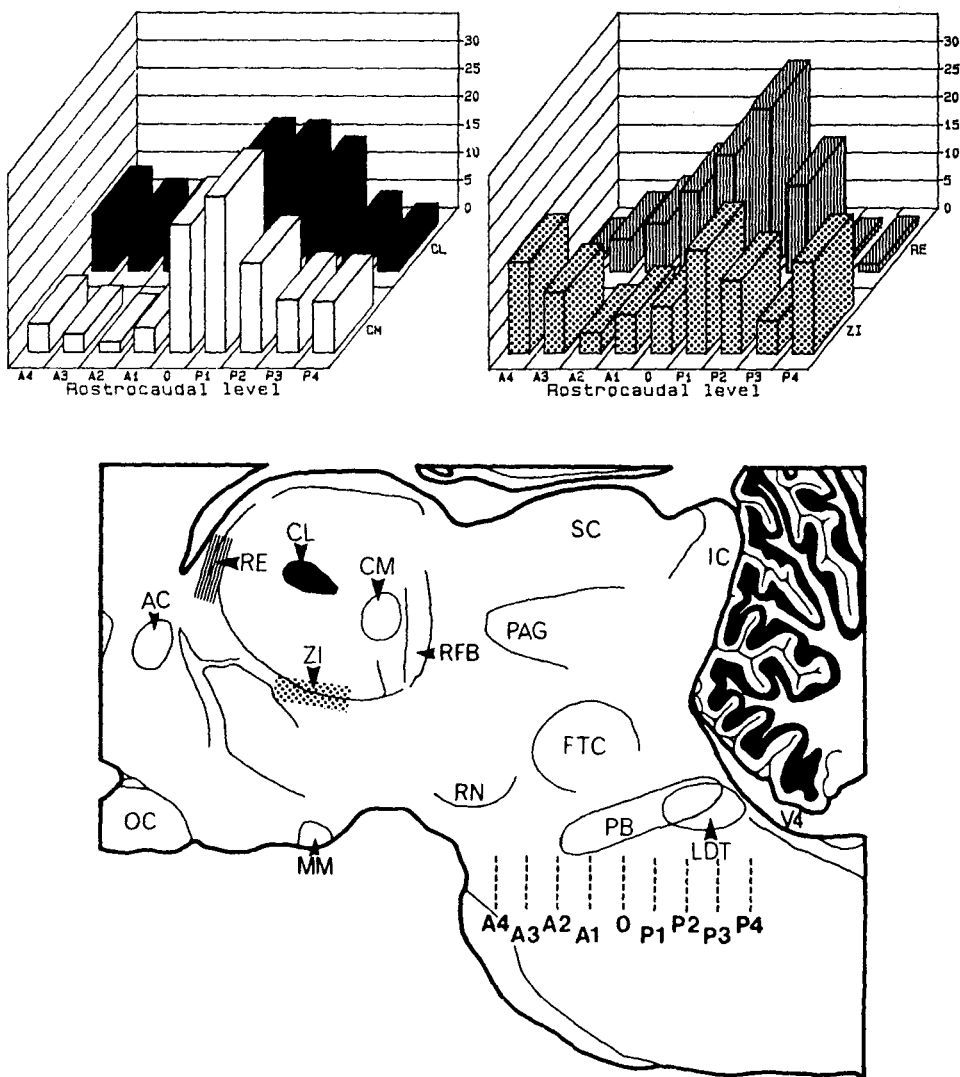 30
25
20
15
10
5
0
CL
CM
A4 A3 A2 A1 0 P1 P2 P3 P4
Rostrocaudal level
30
25
20
15
10
5
0
RE
ZI
A4 A3 A2 A1 0 P1 P2 P3 P4
Rostrocaudal level
SC
IC
CL
RE
CM
AC
PAG
ZI
RFB
FTC
RN
OC
PB
V4
LDT
MM
A4 A3 A2 A1 0 P1 P2 P3 P4